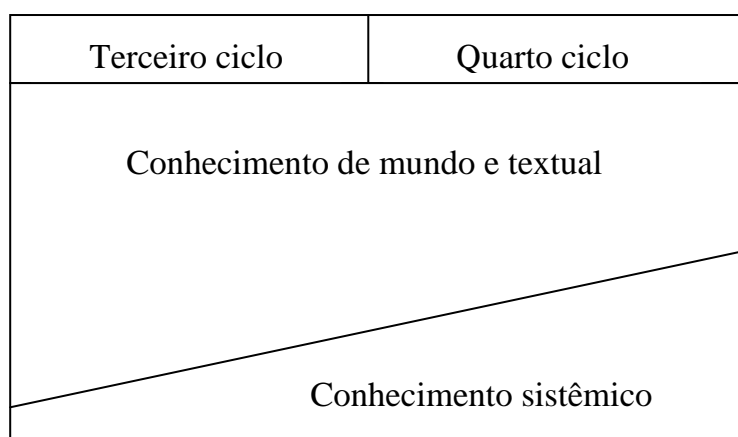 Terceiro ciclo Quarto ciclo
Conhecimento de mundo e textual
Conhecimento sistêmico